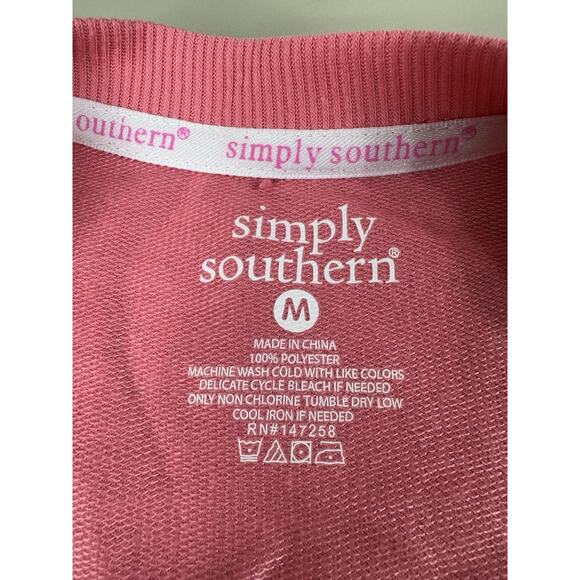 outhern®
simply southern®
simply
southern®
M
MADE IN CHINA
100% POLYESTER
MACHINE WASH COLD WITH LIKE COLORS
DELICATE CYCLE BLEACH IF NEEDED
ONLY NON CHLORINE TUMBLE DRY LOW
COOL IRON IF NEEDED
RN#147258